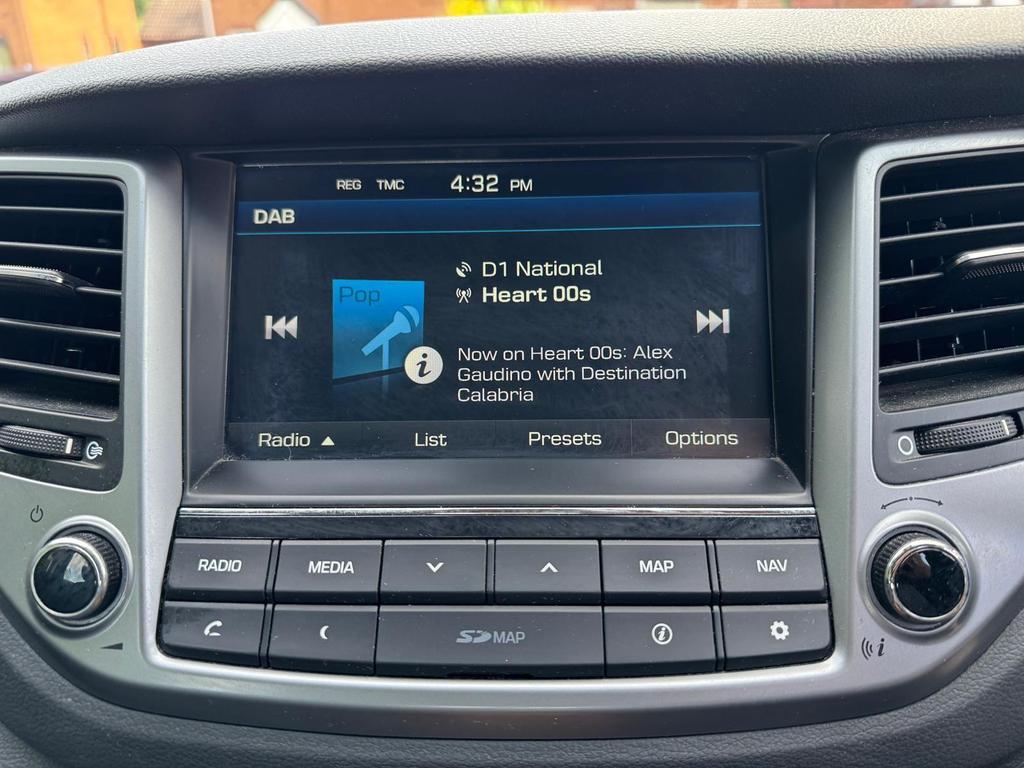 REG TMC 4:32 PM
DAB
D1 National
Pop
Heart 00s
Now on Heart 00s: Alex
Gaudino with Destination
Calabria
Radio List Presets Options
RADIO MEDIA MAP NAV
SD MAP